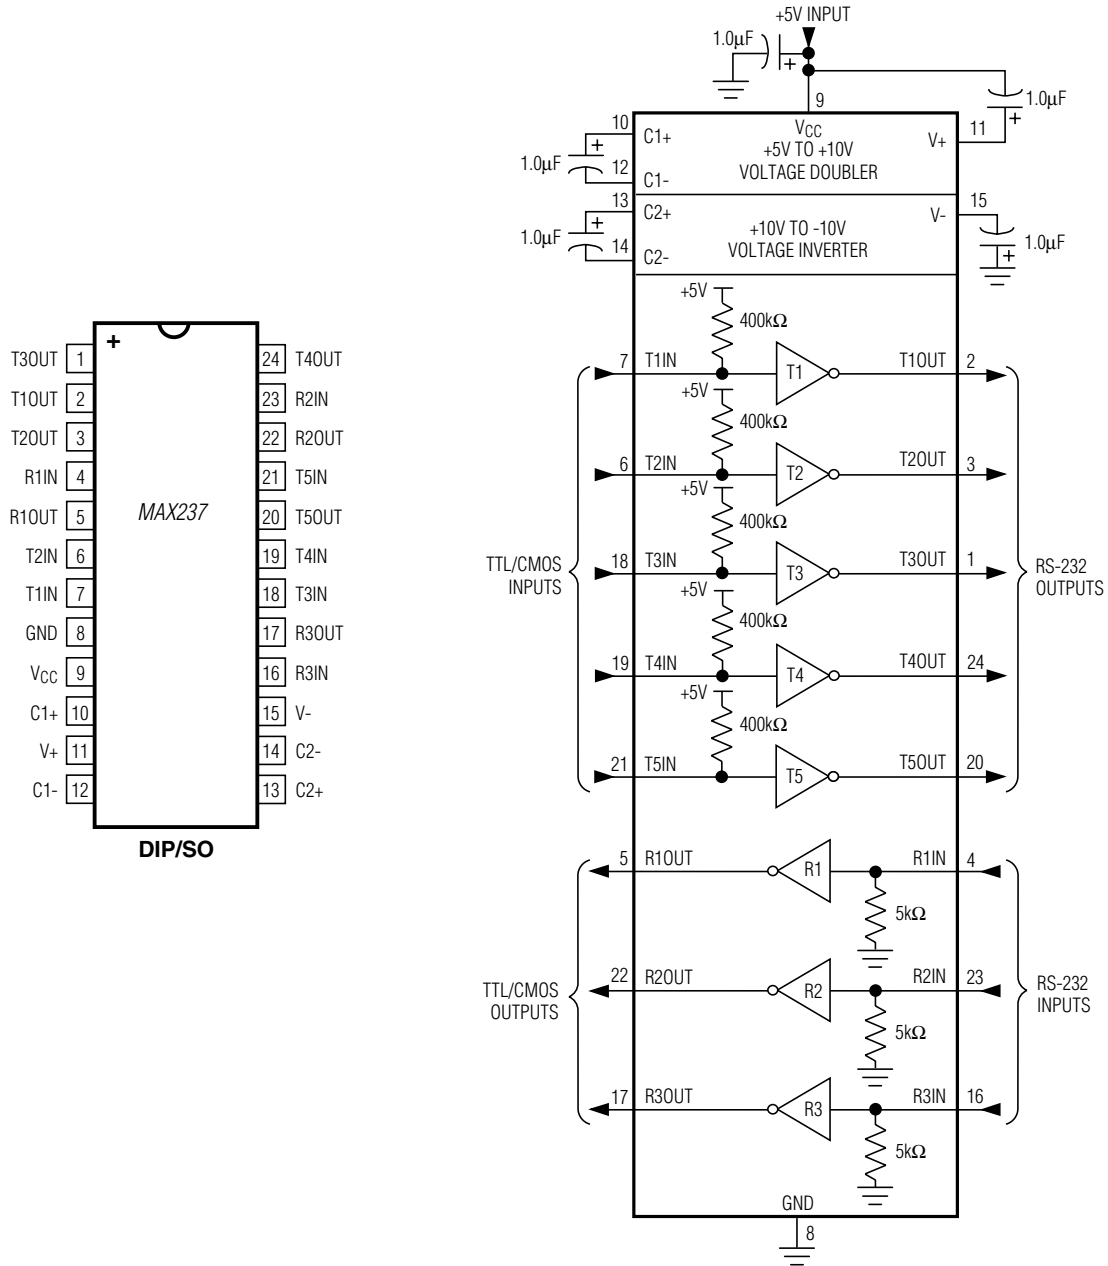 +
T3OUT 1
T1OUT 2
T2OUT 3
R1IN 4
R1OUT 5
T2IN 6
T1IN 7
GND 8
VCC 9
C1+ 10
V+ 11
C1- 12
MAX237
24 T4OUT
23 R2IN
22 R2OUT
21 T5IN
20 T5OUT
19 T4IN
18 T3IN
17 R3OUT
16 R3IN
15 V-
14 C2-
13 C2+
DIP/SO
+5V INPUT
1.0μF
+
9
1.0μF
+
10 C1+
1.0μF
+
12 C1-
VCC
+5V TO +10V
VOLTAGE DOUBLER
V+ 11
13 C2+
1.0μF
+
14 C2-
+10V TO -10V
VOLTAGE INVERTER
V- 15
1.0μF
+
TTL/CMOS
INPUTS
+5V
400kΩ
7 T1IN T1 T1OUT 2
+5V
400kΩ
6 T2IN T2 T2OUT 3
+5V
400kΩ
18 T3IN T3 T3OUT 1
+5V
400kΩ
19 T4IN T4 T4OUT 24
+5V
400kΩ
21 T5IN T5 T5OUT 20
RS-232
OUTPUTS
TTL/CMOS
OUTPUTS
5 R1OUT R1 R1IN 4
5kΩ
22 R2OUT R2 R2IN 23
5kΩ
17 R3OUT R3 R3IN 16
5kΩ
RS-232
INPUTS
GND
8